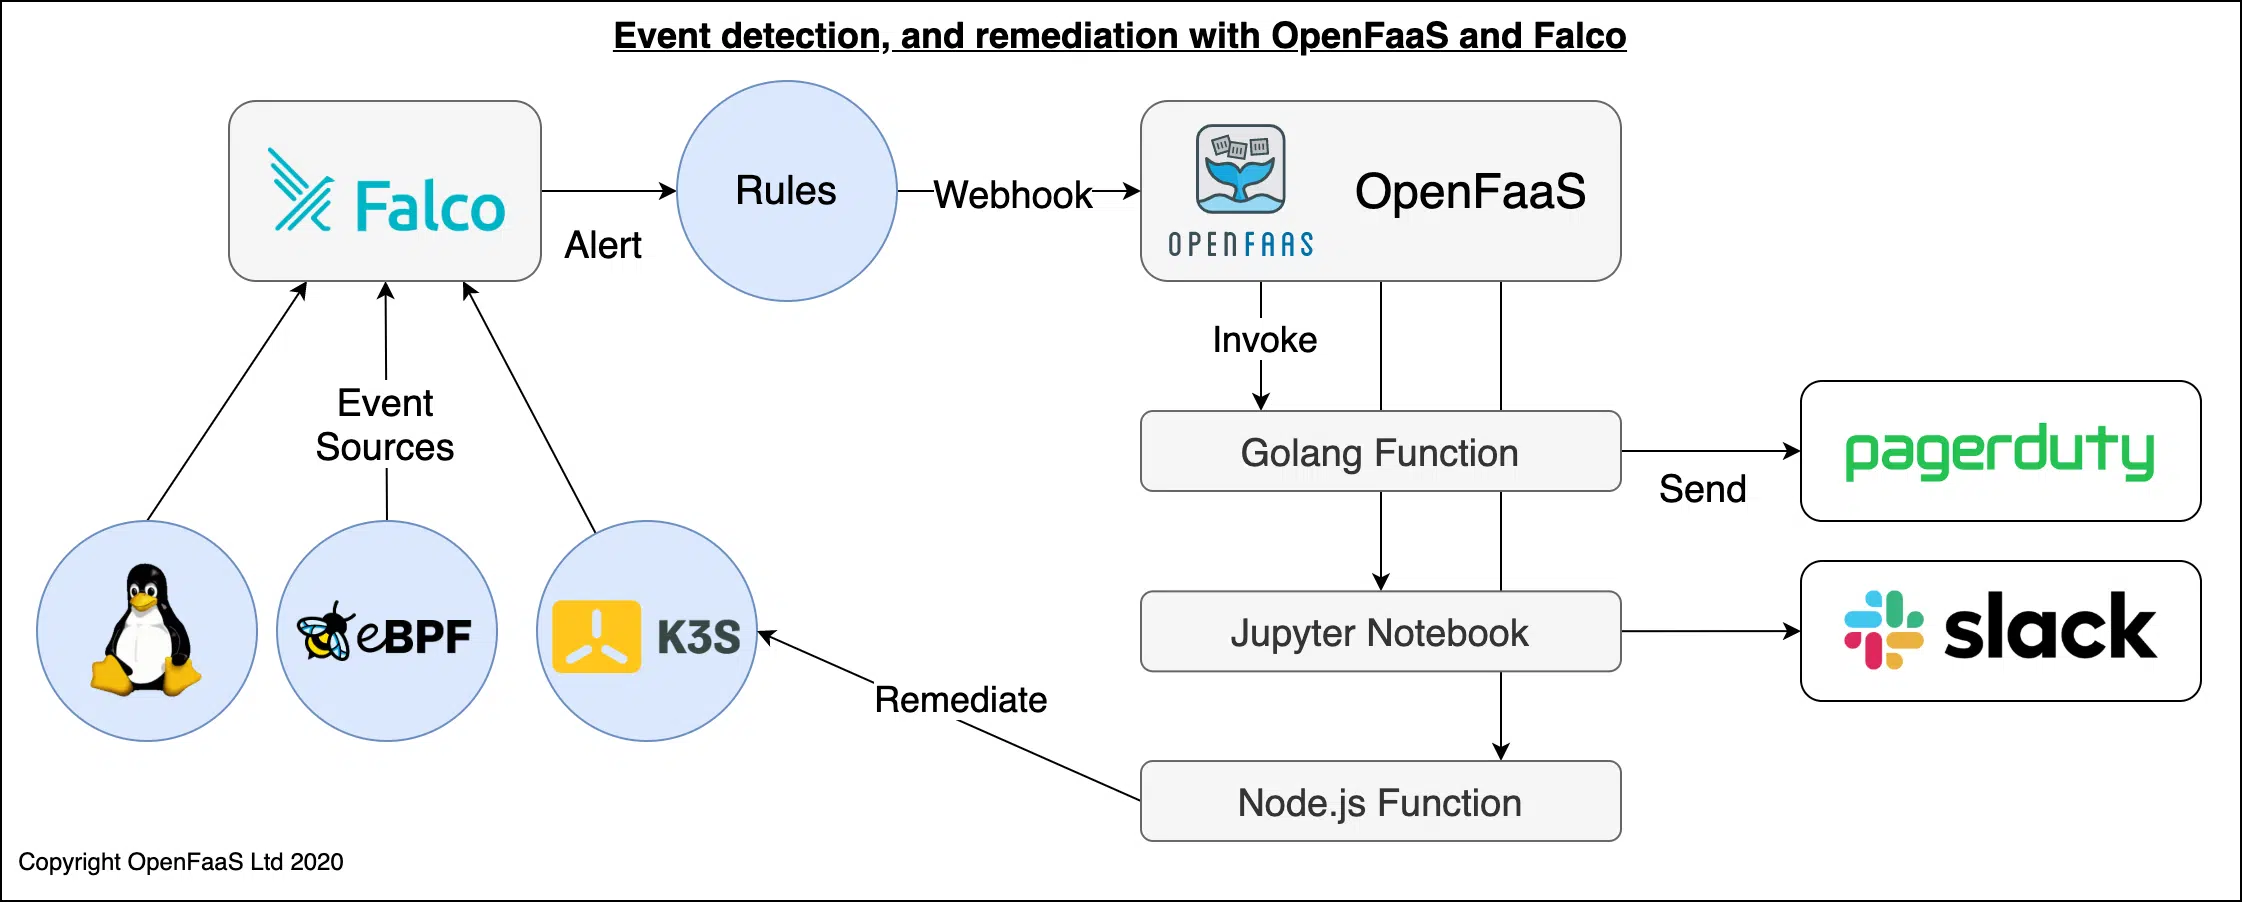 Event detection, and remediation with OpenFaaS and Falco
Falco
Alert
Rules
Webhook
OPENFAAS
OpenFaaS
Invoke
Event
Sources
Golang Function
Send
pagerduty
eBPF
K3S
Jupyter Notebook
slack
Remediate
Node.js Function
Copyright OpenFaaS Ltd 2020